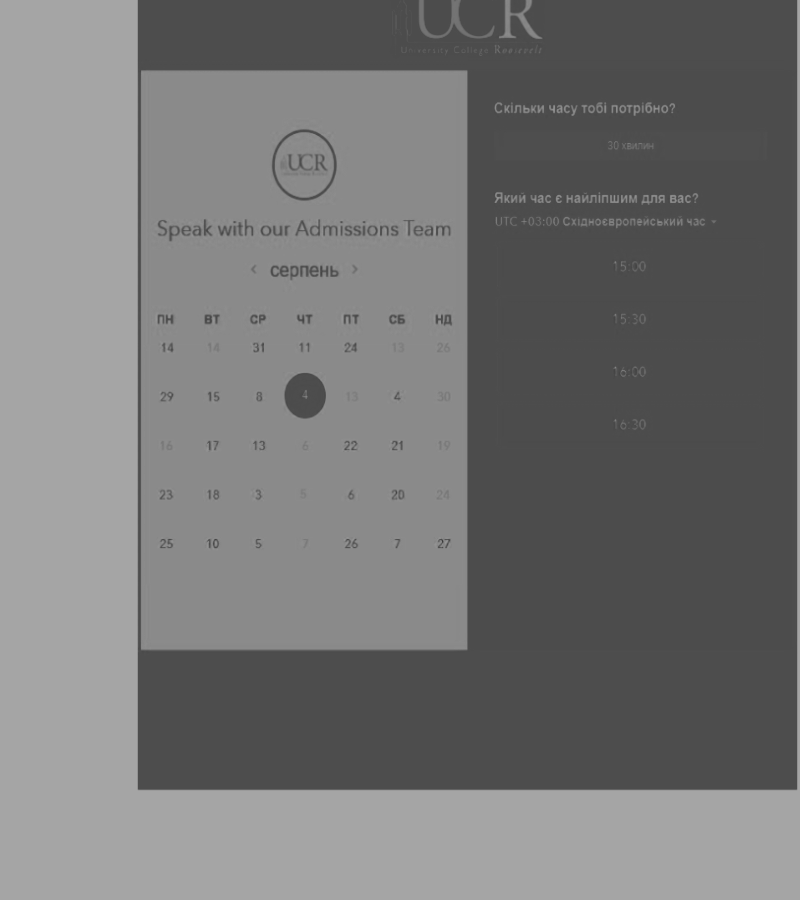 UCR
University College Roosevelt
UCR
Speak with our Admissions Team
< серпень >
ПН ВТ СР ЧТ ПТ СБ НД
14 14 31 11 24 13 26
29 15 8 4 13 4 30
16 17 13 6 22 21 19
23 18 3 5 6 20 24
25 10 5 7 26 7 27
Скільки часу тобі потрібно?
30 хвилин
Який час є найліпшим для вас?
UTC +03:00 Східноєвропейський час
15:00
15:30
16:00
16:30